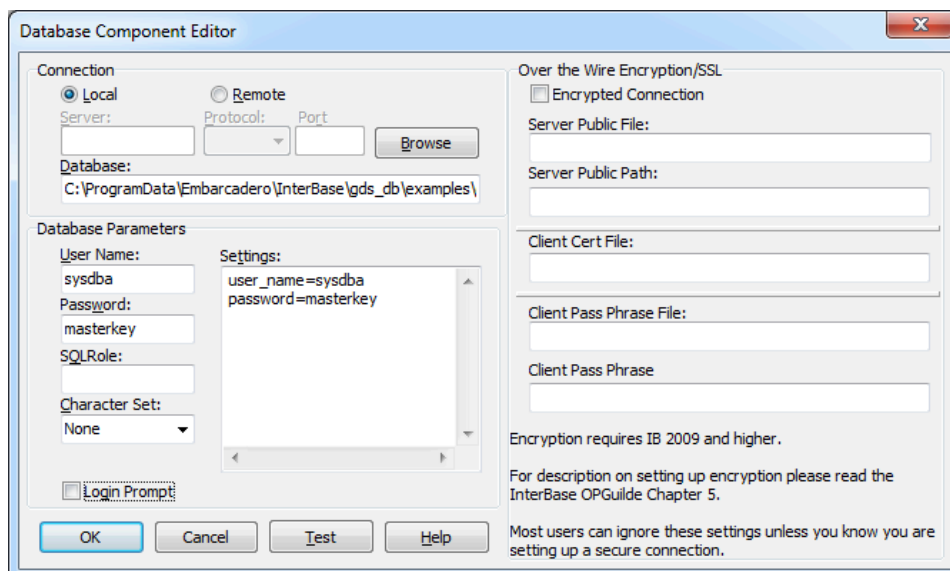 Database Component Editor
Connection
Local
Remote
Server:
Protocol:
Port
Browse
Database:
C:\ProgramData\Embarcadero\InterBase\gds_db\examples\
Database Parameters
User Name:
sysdba
Settings:
user_name=sysdba
password=masterkey
Password:
masterkey
SQLRole:
Character Set:
None
Login Prompt
OK
Cancel
Test
Help
Over the Wire Encryption/SSL
Encrypted Connection
Server Public File:
Server Public Path:
Client Cert File:
Client Pass Phrase File:
Client Pass Phrase
Encryption requires IB 2009 and higher.
For description on setting up encryption please read the
InterBase OPGuilde Chapter 5.
Most users can ignore these settings unless you know you are
setting up a secure connection.